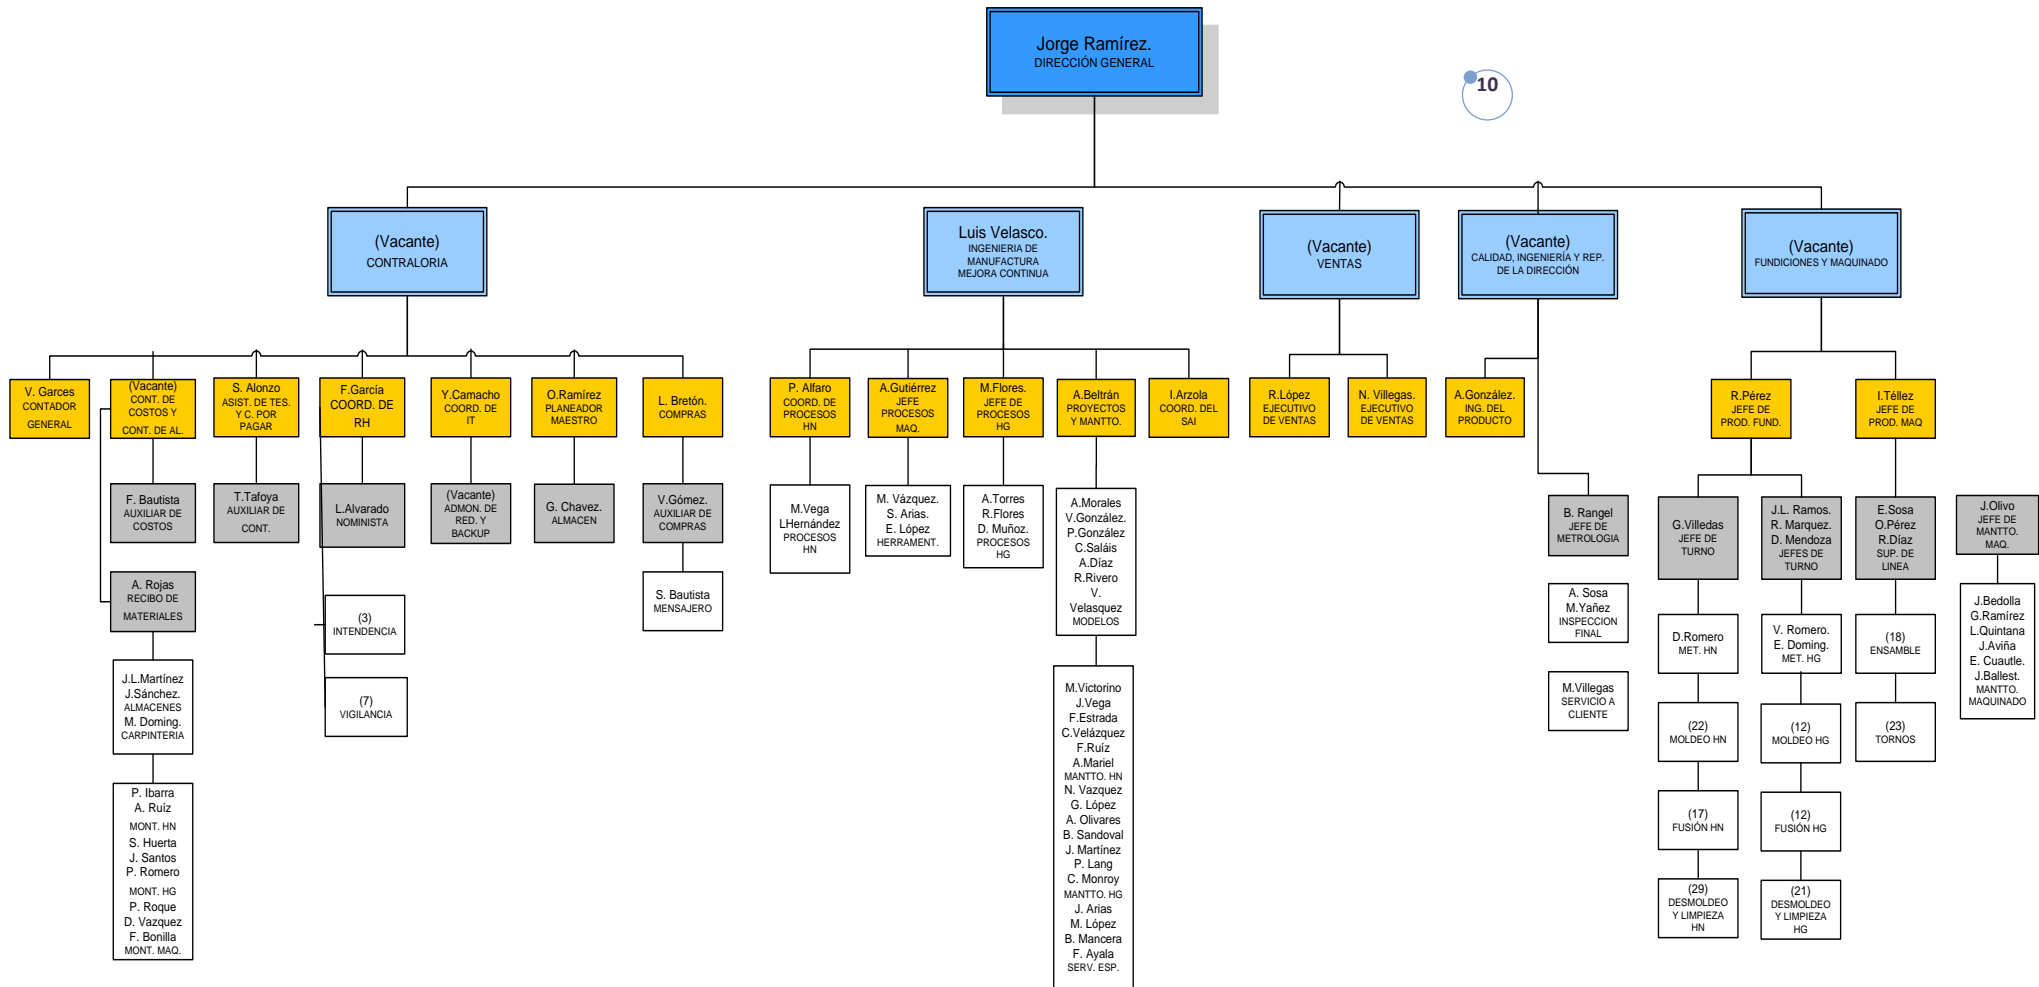 Jorge Ramírez.
DIRECCIÓN GENERAL
10
(Vacante)
CONTRALORIA
Luis Velasco.
INGENIERIA DE
MANUFACTURA
MEJORA CONTINUA
(Vacante)
VENTAS
(Vacante)
CALIDAD, INGENIERÍA Y REP.
DE LA DIRECCIÓN
(Vacante)
FUNDICIONES Y MAQUINADO
V. Garces
CONTADOR
GENERAL
(Vacante)
CONT. DE
COSTOS Y
CONT. DE AL.
S. Alonzo
ASIST. DE TES.
Y C. POR
PAGAR
F.García
COORD. DE
RH
Y.Camacho
COORD. DE
IT
O.Ramírez
PLANEADOR
MAESTRO
L. Bretón.
COMPRAS
P. Alfaro
COORD. DE
PROCESOS
HN
A.Gutiérrez
JEFE
PROCESOS
MAQ.
M.Flores.
JEFE DE
PROCESOS
HG
A.Beltrán
PROYECTOS
Y MANTTO.
I.Arzola
COORD. DEL
SAI
R.López
EJECUTIVO
DE VENTAS
N. Villegas.
EJECUTIVO
DE VENTAS
A.González.
ING. DEL
PRODUCTO
R.Pérez
JEFE DE
PROD. FUND.
I.Téllez
JEFE DE
PROD. MAQ
F. Bautista
AUXILIAR DE
COSTOS
T.Tafoya
AUXILIAR DE
CONT.
L.Alvarado
NOMINISTA
(Vacante)
ADMON. DE
RED. Y
BACKUP
G. Chavez.
ALMACEN
V.Gómez.
AUXILIAR DE
COMPRAS
M.Vega
LHernández
PROCESOS
HN
M. Vázquez.
S. Arias.
E. López
HERRAMENT.
A.Torres
R.Flores
D. Muñoz.
PROCESOS
HG
A.Morales
V.González.
P.González
C.Saláis
A.Díaz
R.Rivero
V.
Velasquez
MODELOS
B. Rangel
JEFE DE
METROLOGIA
G.Villedas
JEFE DE
TURNO
J.L. Ramos.
R. Marquez.
D. Mendoza
JEFES DE
TURNO
E.Sosa
O.Pérez
R.Díaz
SUP. DE
LINEA
J.Olivo
JEFE DE
MANTTO.
MAQ.
A. Rojas
RECIBO DE
MATERIALES
(3)
INTENDENCIA
S. Bautista
MENSAJERO
A. Sosa
M.Yañez
INSPECCION
FINAL
D.Romero
MET. HN
V. Romero.
E. Doming.
MET. HG
(18)
ENSAMBLE
J.Bedolla
G.Ramírez
L.Quintana
J.Aviña
E. Cuautle.
J.Ballest.
MANTTO.
MAQUINADO
J.L.Martínez
J.Sánchez.
ALMACENES
M. Doming.
CARPINTERIA
(7)
VIGILANCIA
M.Victorino
J.Vega
F.Estrada
C.Velázquez
F.Ruíz
A.Mariel
MANTTO. HN
N. Vazquez
G. López
A. Olivares
B. Sandoval
J. Martínez
P. Lang
C. Monroy
MANTTO. HG
J. Arias
M. López
B. Mancera
F. Ayala
SERV. ESP.
M.Villegas
SERVICIO A
CLIENTE
(22)
MOLDEO HN
(12)
MOLDEO HG
(23)
TORNOS
P. Ibarra
A. Ruíz
MONT. HN
S. Huerta
J. Santos
P. Romero
MONT. HG
P. Roque
D. Vazquez
F. Bonilla
MONT. MAQ.
(17)
FUSIÓN HN
(12)
FUSIÓN HG
(29)
DESMOLDEO
Y LIMPIEZA
HN
(21)
DESMOLDEO
Y LIMPIEZA
HG